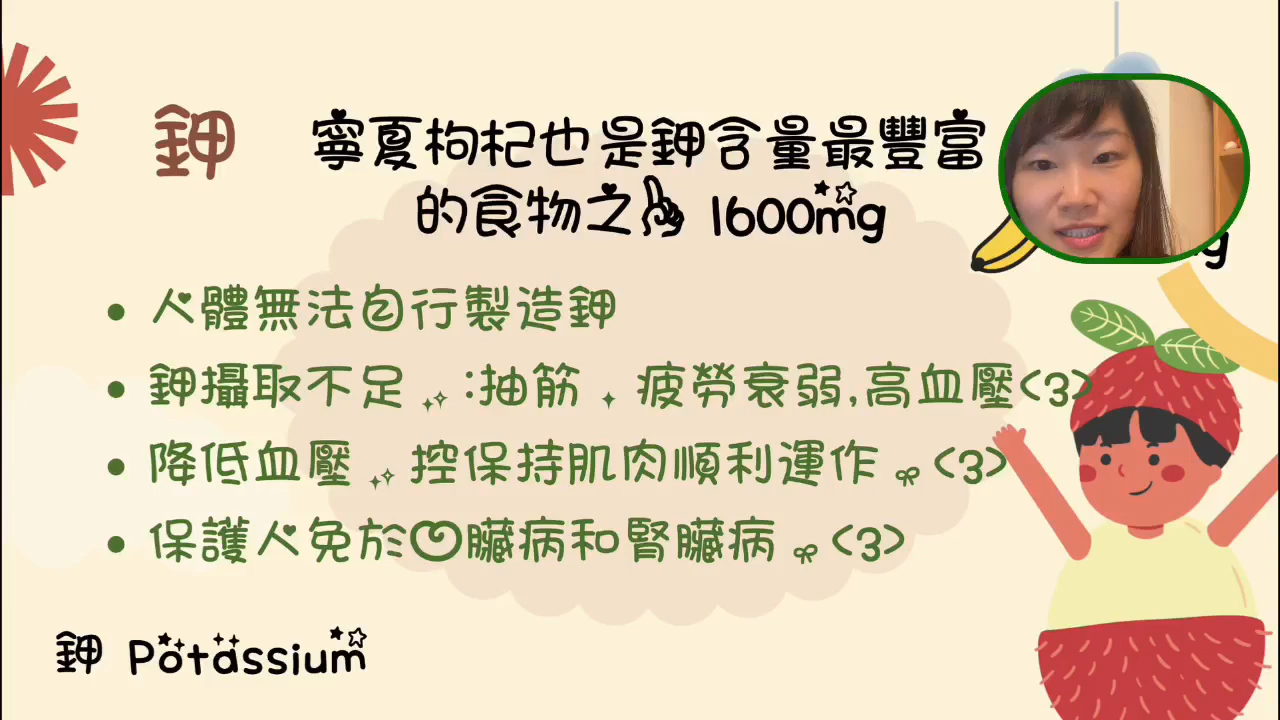 鉀
寧夏枸杞也是鉀含量最豐富
的食物之一 1600mg
人體無法自行製造鉀
鉀攝取不足,:抽筋,疲勞衰弱,高血壓<3>
降低血壓,控保持肌肉順利運作。<3>
保護人免於心臟病和腎臟病。<3>
鉀 Potassium